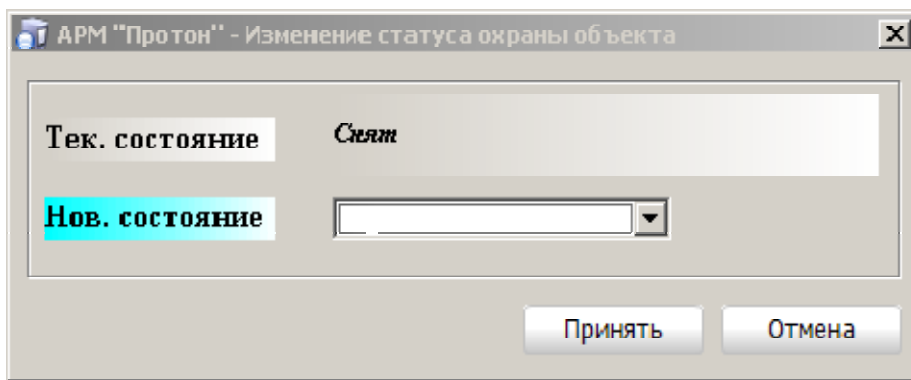 АРМ "Протон" - Изменение статуса охраны объекта
Тек. состояние
Снят
Нов. состояние
Принять
Отмена